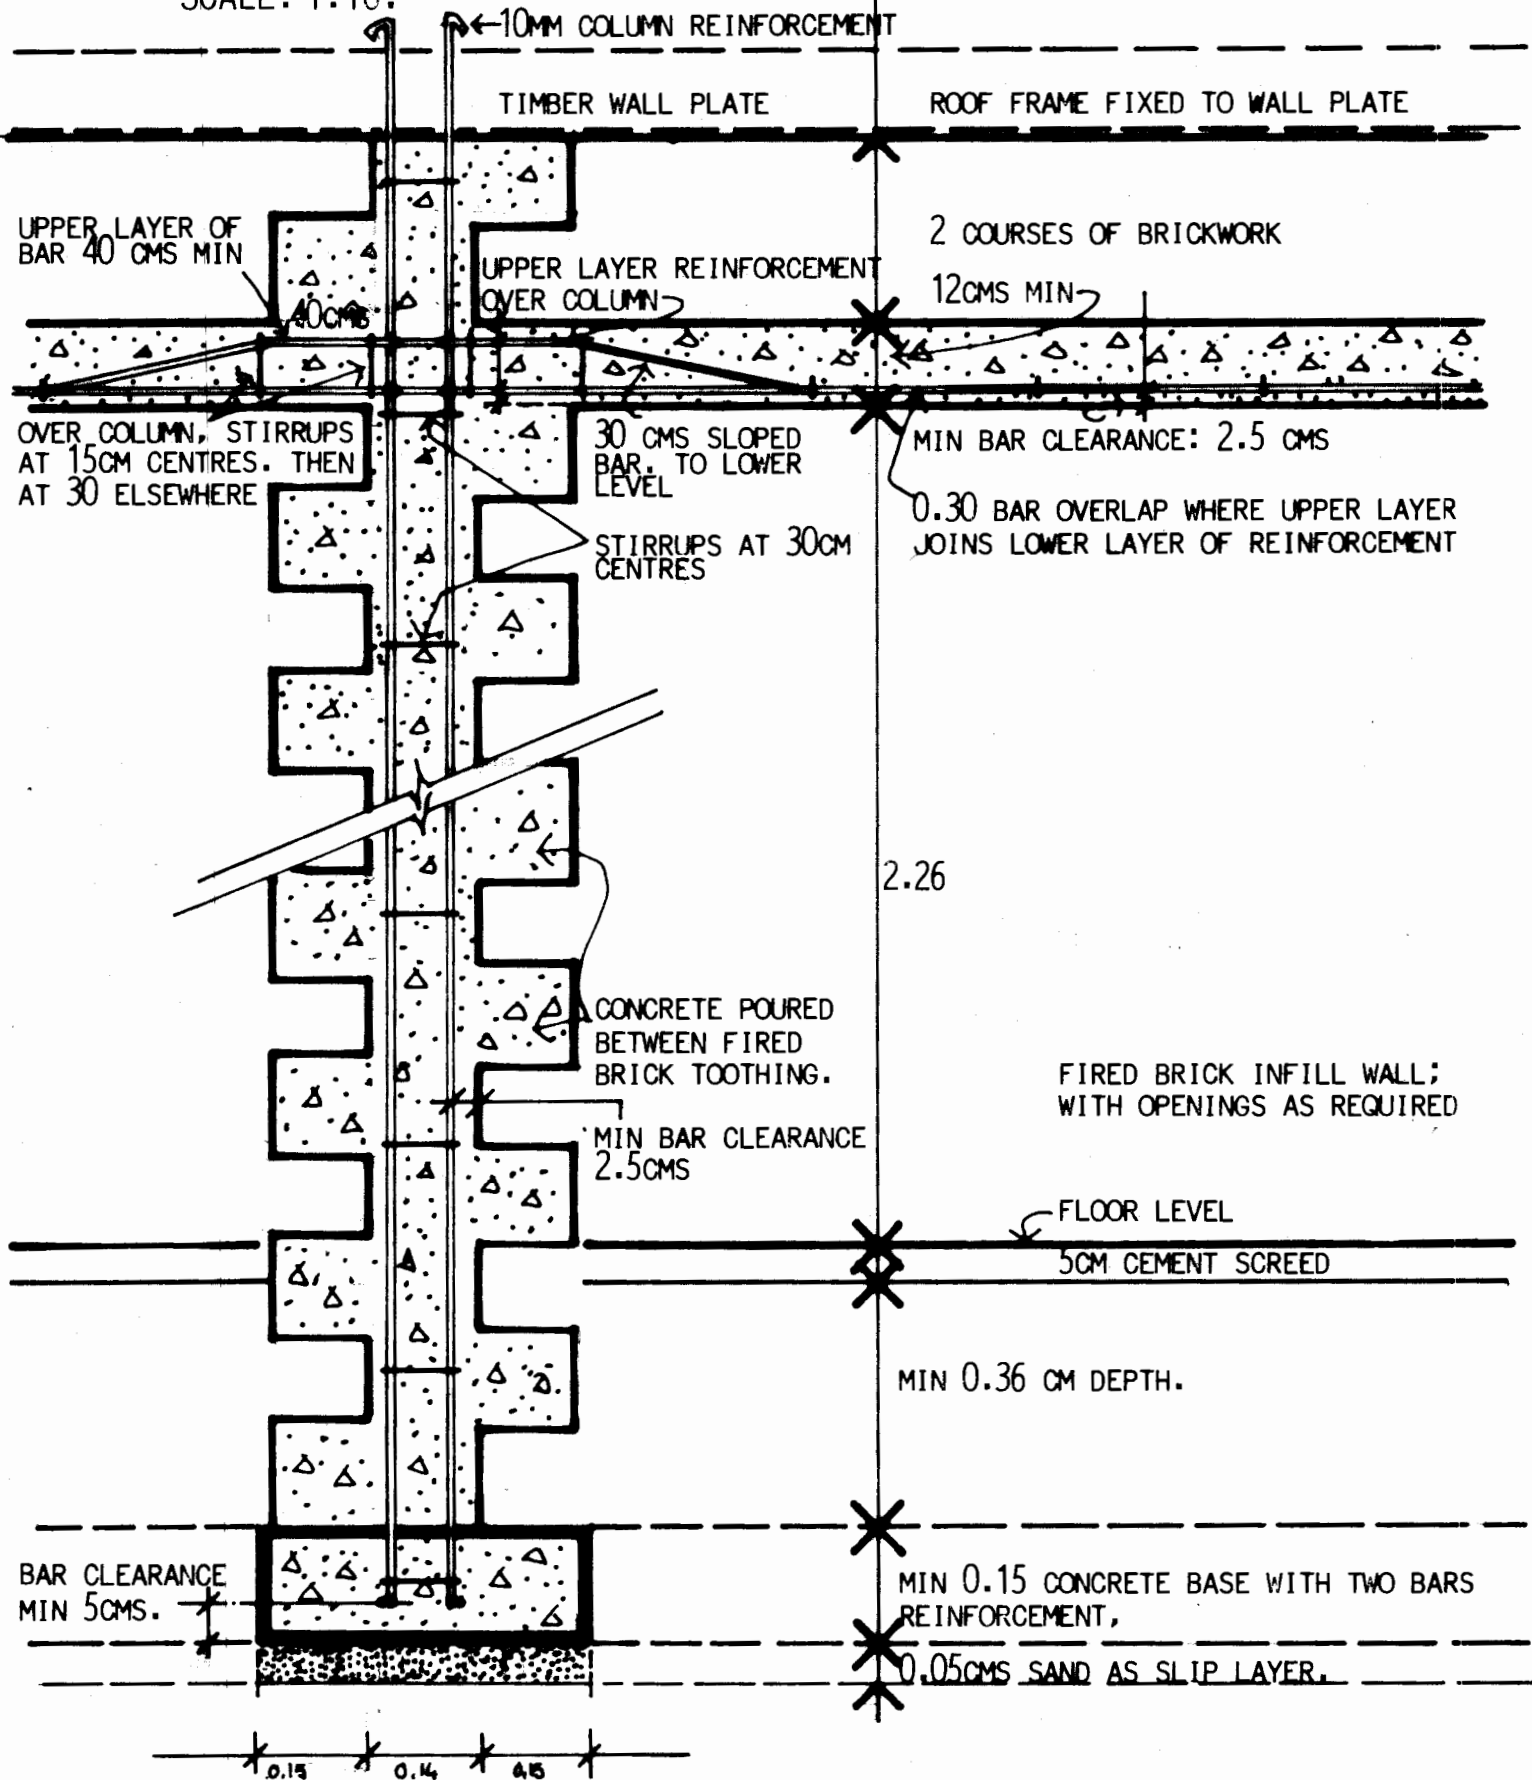 SCALE: 1:10.
10MM COLUMN REINFORCEMENT
TIMBER WALL PLATE
ROOF FRAME FIXED TO WALL PLATE
UPPER LAYER OF
BAR 40 CMS MIN
40CMS
UPPER LAYER REINFORCEMENT
OVER COLUMN
2 COURSES OF BRICKWORK
12CMS MIN
OVER COLUMN, STIRRUPS
AT 15CM CENTRES. THEN
AT 30 ELSEWHERE
30 CMS SLOPED
BAR. TO LOWER
LEVEL
MIN BAR CLEARANCE: 2.5 CMS
0.30 BAR OVERLAP WHERE UPPER LAYER
JOINS LOWER LAYER OF REINFORCEMENT
STIRRUPS AT 30CM
CENTRES
2.26
CONCRETE POURED
BETWEEN FIRED
BRICK TOOTHING.
FIRED BRICK INFILL WALL;
WITH OPENINGS AS REQUIRED
MIN BAR CLEARANCE
2.5CMS
FLOOR LEVEL
5CM CEMENT SCREED
MIN 0.36 CM DEPTH.
BAR CLEARANCE
MIN 5CMS.
MIN 0.15 CONCRETE BASE WITH TWO BARS
REINFORCEMENT,
0.05CMS SAND AS SLIP LAYER.
0.15 0.14 0.15